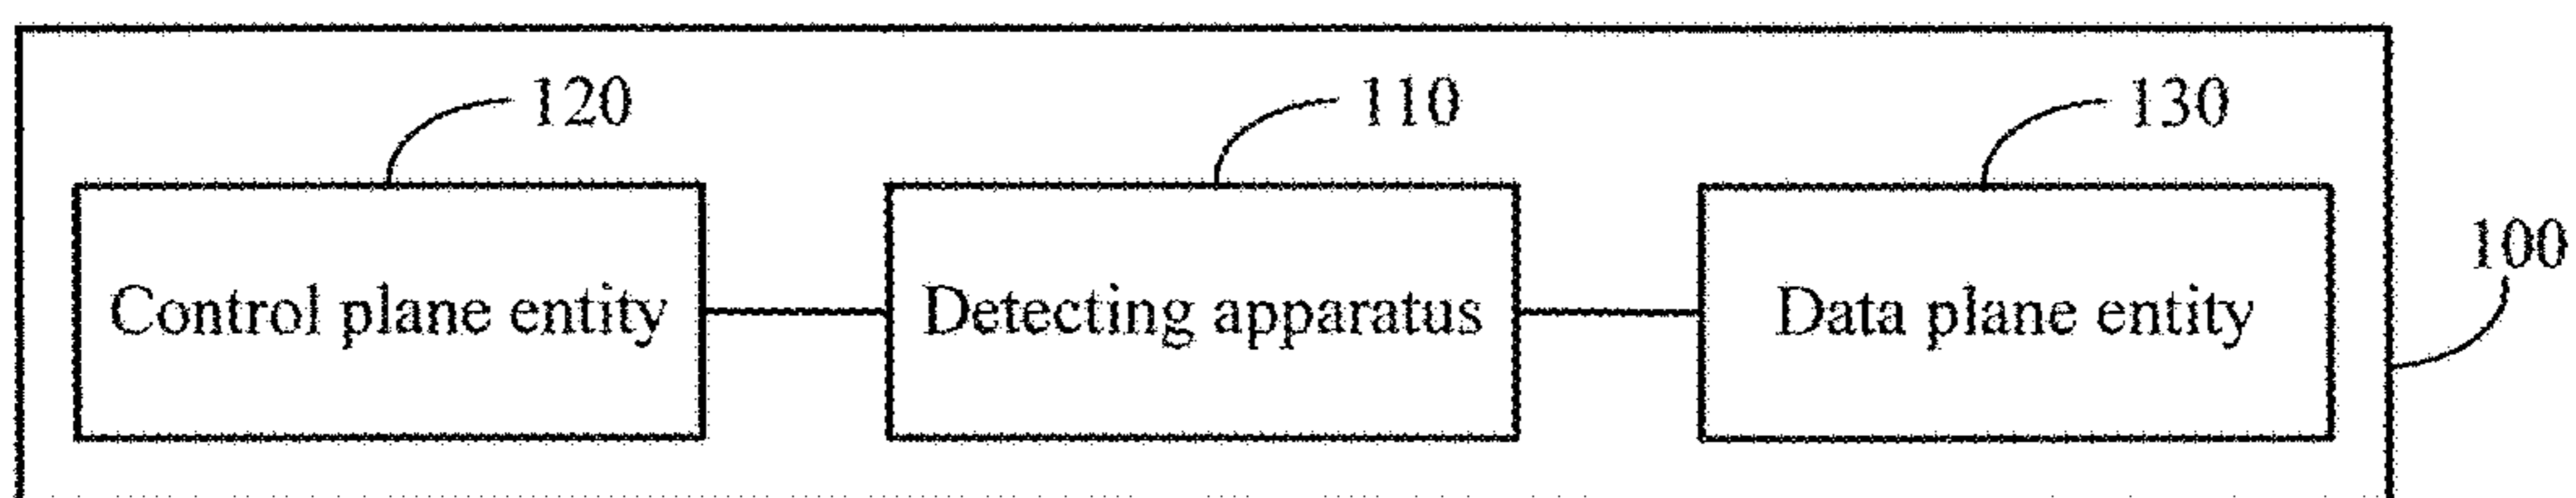 120
110
130
100
Control plane entity
Detecting apparatus
Data plane entity